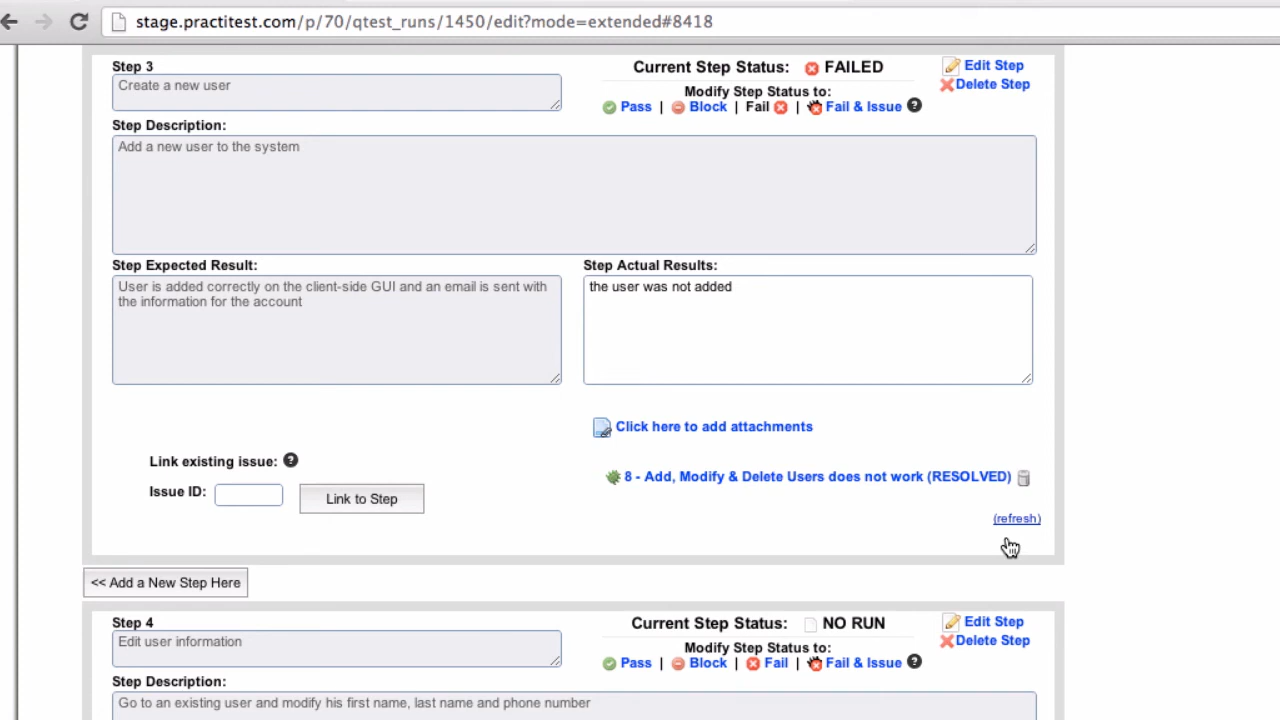 stage.practitest.com/p/70/qtest_runs/1450/edit?mode=extended#8418
Step 3
Current Step Status: FAILED
Edit Step
Create a new user
Modify Step Status to:
Delete Step
Pass | Block | Fail | Fail & Issue ?
Step Description:
Add a new user to the system
Step Expected Result:
Step Actual Results:
User is added correctly on the client-side GUI and an email is sent with
the information for the account
the user was not added
Click here to add attachments
Link existing issue: ?
8 - Add, Modify & Delete Users does not work (RESOLVED)
Issue ID:
Link to Step
(refresh)
<< Add a New Step Here
Step 4
Current Step Status: NO RUN
Edit Step
Edit user information
Modify Step Status to:
Delete Step
Pass | Block | Fail | Fail & Issue ?
Step Description:
Go to an existing user and modify his first name, last name and phone number